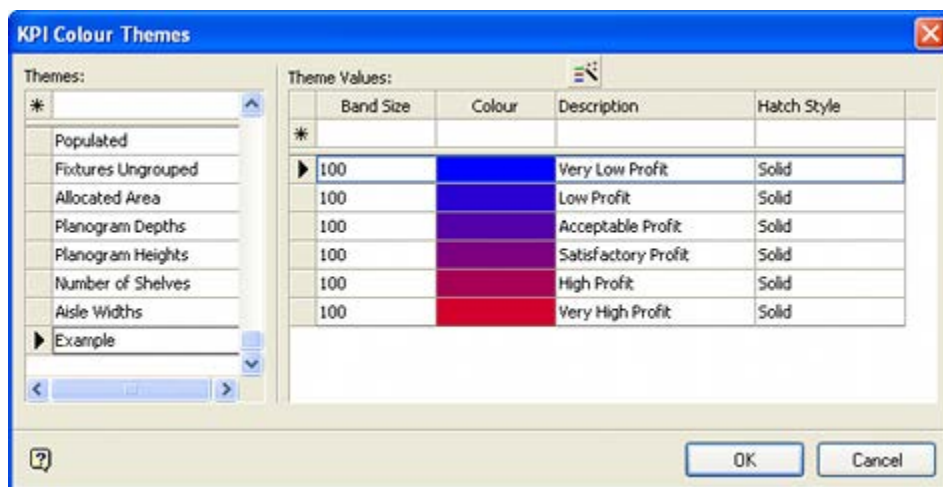 KPI Colour Themes
Themes:
Populated
Fixtures Ungrouped
Allocated Area
Planogram Depths
Planogram Heights
Number of Shelves
Aisle Widths
Example
Theme Values:
Band Size Colour Description Hatch Style
100 Very Low Profit Solid
100 Low Profit Solid
100 Acceptable Profit Solid
100 Satisfactory Profit Solid
100 High Profit Solid
100 Very High Profit Solid
OK Cancel